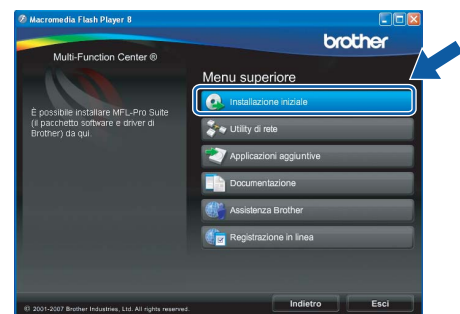 Macromedia Flash Player 8
brother
Multi-Function Center ®
Menu superiore
Installazione iniziale
È possibile installare MFL-Pro Suite
(il pacchetto software e driver di
Brother) da qui.
Utility di rete
Applicazioni aggiuntive
Documentazione
Assistenza Brother
Registrazione in linea
© 2001-2007 Brother Industries, Ltd. All rights reserved.
Indietro
Esci